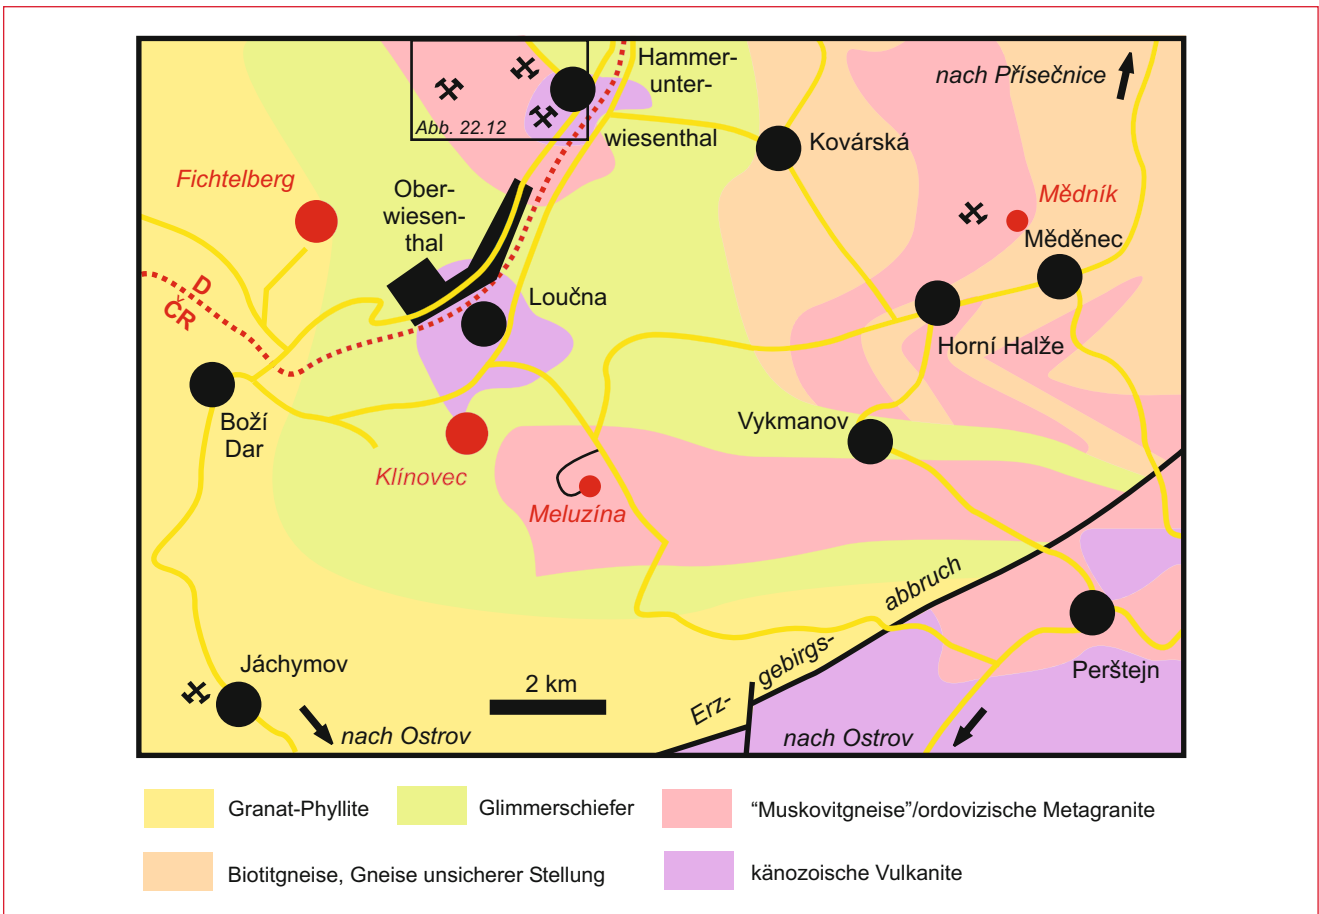 Hammer-
unter-
wiesenthal
nach Přísečnice
Abb. 22.12
Kovárská
Fichtelberg
Ober-
wiesen-
thal
Mědník
Měděnec
D
ČR
Loučna
Horní Halže
Boží
Dar
Vykmanov
Klínovec
Meluzína
Erz-
gebirgs-
abbruch
Jáchymov
2 km
Perštejn
nach Ostrov
nach Ostrov
Granat-Phyllite
Glimmerschiefer
“Muskovitgneise”/ordovizische Metagranite
Biotitgneise, Gneise unsicherer Stellung
känozoische Vulkanite